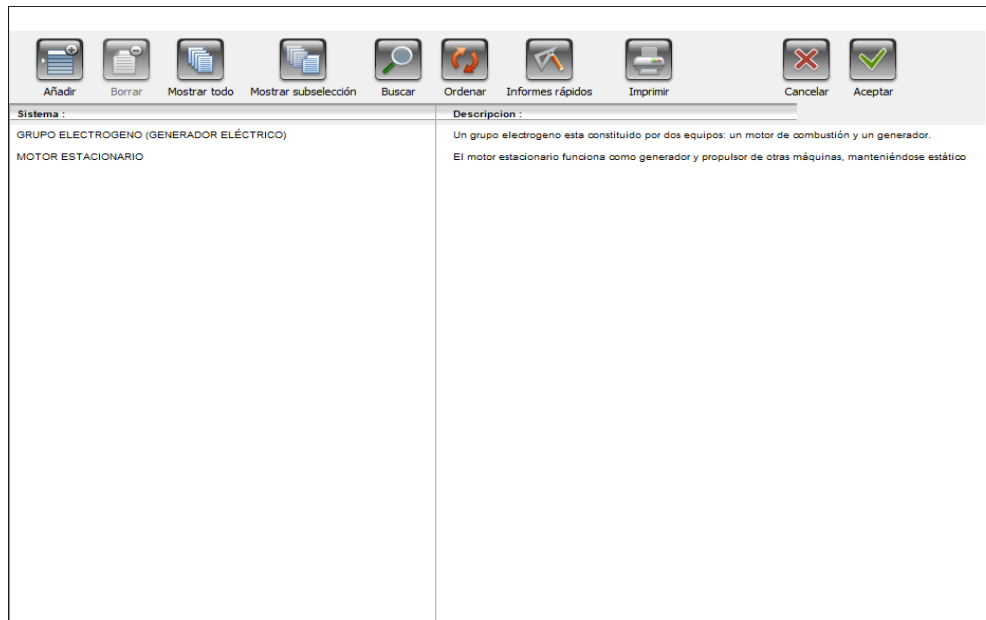 Añadir Borrar Mostrar todo Mostrar subselección Buscar Ordenar Informes rápidos Imprimir Cancelar Aceptar
Sistema : Descripcion :
GRUPO ELECTROGENO (GENERADOR ELÉCTRICO) Un grupo electrogeno esta constituido por dos equipos: un motor de combustión y un generador.
MOTOR ESTACIONARIO El motor estacionario funciona como generador y propulsor de otras máquinas, manteniéndose estático